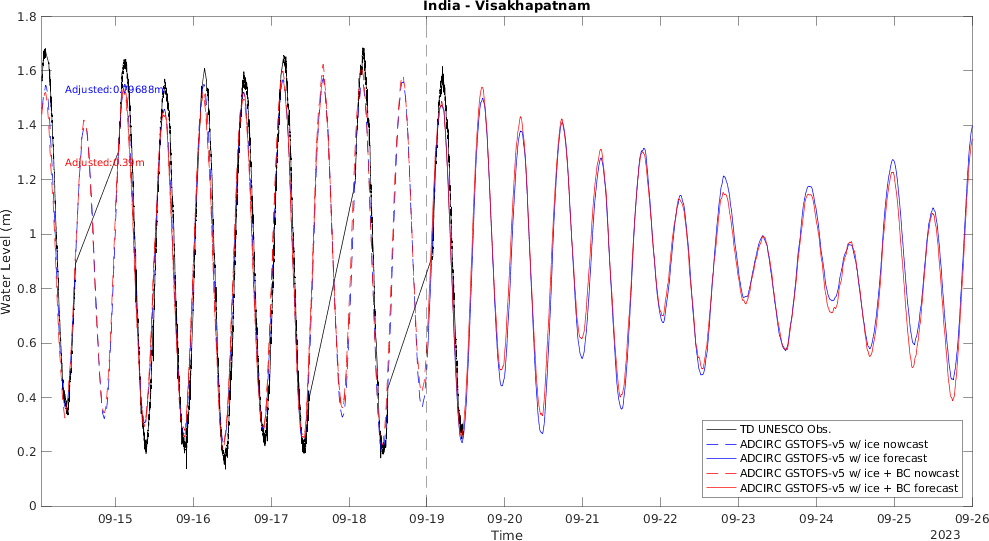 India - Visakhapatnam
1.8
1.6
1.4
1.2
1
0.8
0.6
0.4
0.2
0
Water Level (m)
Adjusted:0.39m
TD UNESCO Obs.
ADCIRC GSTOFS-v5 w/ ice nowcast
ADCIRC GSTOFS-v5 w/ ice forecast
ADCIRC GSTOFS-v5 w/ ice + BC nowcast
ADCIRC GSTOFS-v5 w/ ice + BC forecast
09-15 09-16 09-17 09-18 09-19 09-20 09-21 09-22 09-23 09-24 09-25 09-26
Time
2023